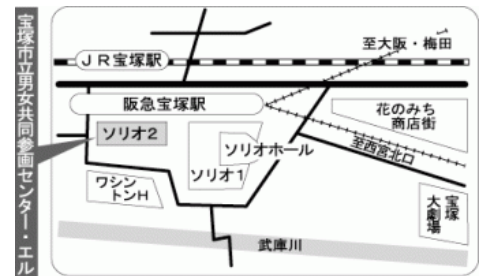 宝塚市立男女共同参画センター・エル
JR宝塚駅
至大阪・梅田
阪急宝塚駅
花のみち
商店街
ソリオ2
ソリオホール
ソリオ1
至西宮北口
ワシン
トンH
宝塚
大劇場
武庫川